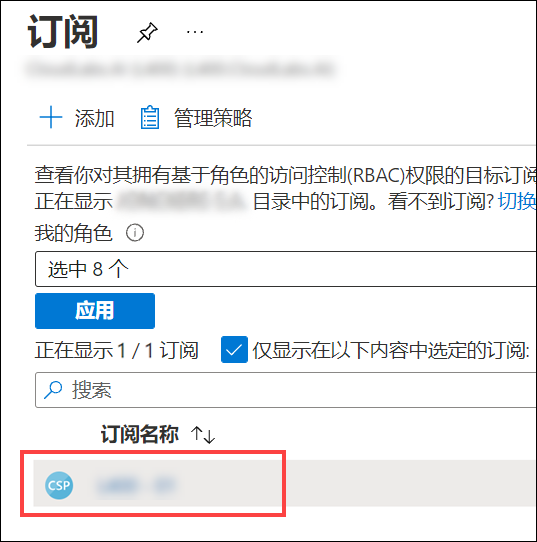 订阅
添加 管理策略
查看你对其拥有基于角色的访问控制(RBAC)权限的目标订阅
正在显示 目录中的订阅。看不到订阅? 切换
我的角色
选中 8 个
应用
正在显示 1 / 1 订阅 仅显示在以下内容中选定的订阅:
搜索
订阅名称
CSP